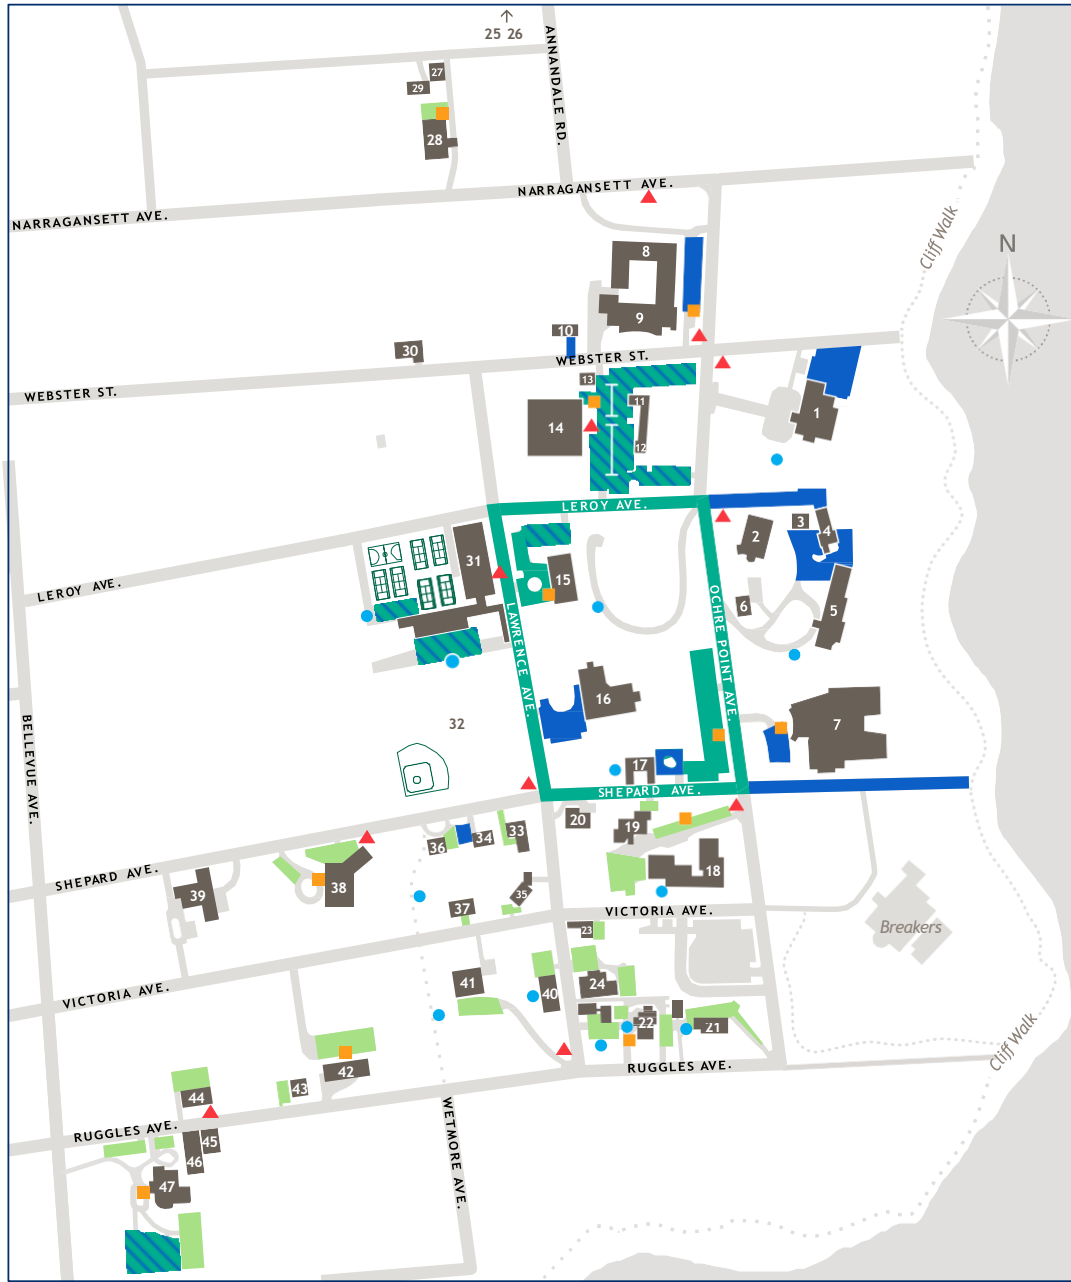 25 26
ANNANDALE RD.
27
29
28
NARRAGANSETT AVE.
NARRAGANSETT AVE.
Cliff Walk
N
8
9
10
30
WEBSTER ST.
WEBSTER ST.
13
11
14
12
1
LEROY AVE.
2
3
4
31
15
LEROY AVE.
LAWRENCE AVE.
OCHRE POINT AVE.
6
5
16
32
7
BELLEVUE AVE.
17
SHEPARD AVE.
20
19
33
34
36
18
SHEPARD AVE.
38
39
35
37
VICTORIA AVE.
23
Breakers
41
40
24
VICTORIA AVE.
22
21
Cliff Walk
RUGGLES AVE.
42
43
44
WETMORE AVE.
RUGGLES AVE.
45
46
47